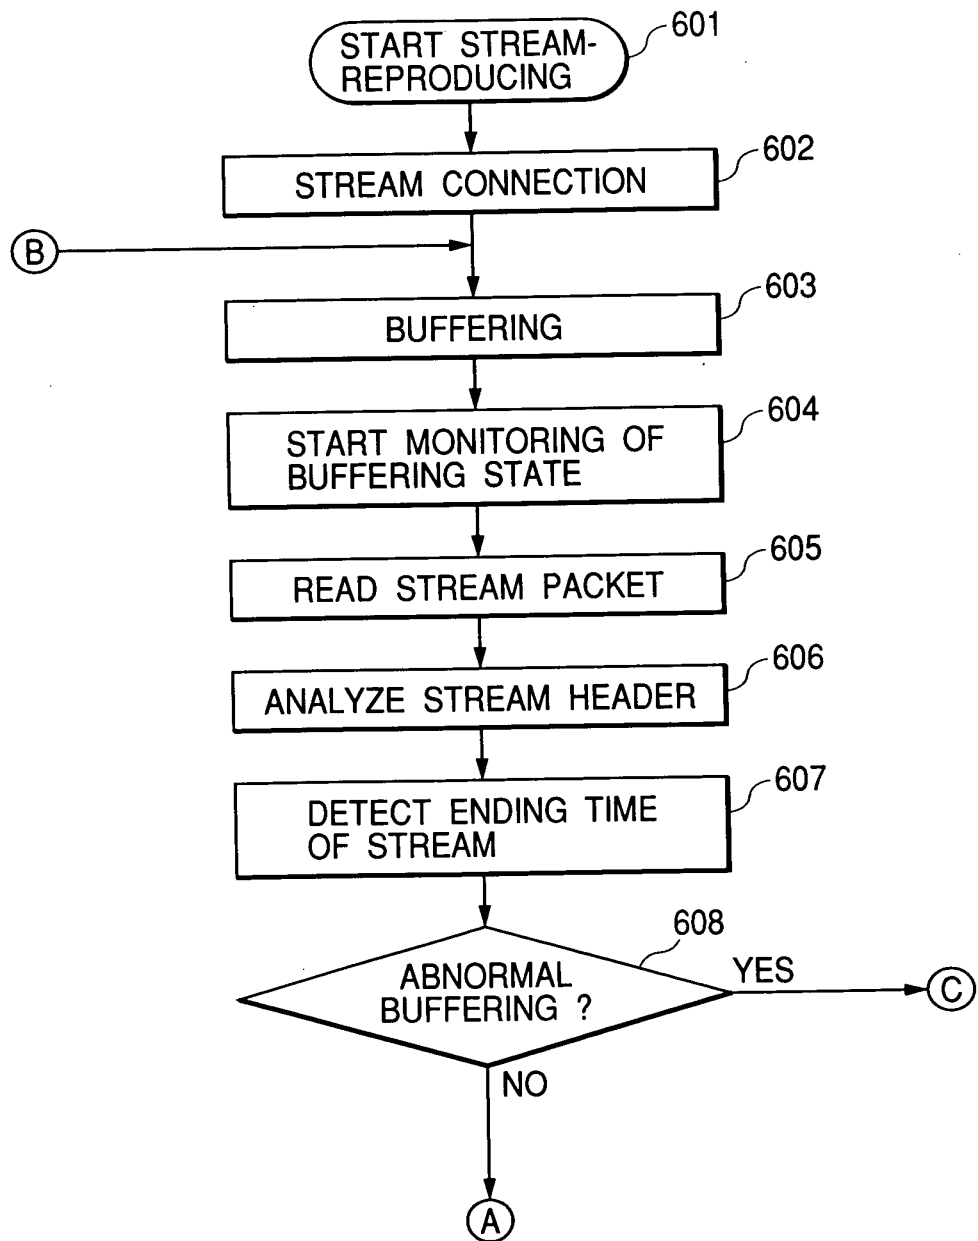 START STREAM-
REPRODUCING
601
STREAM CONNECTION
602
B
BUFFERING
603
START MONITORING OF
BUFFERING STATE
604
READ STREAM PACKET
605
ANALYZE STREAM HEADER
606
DETECT ENDING TIME
OF STREAM
607
608
ABNORMAL
BUFFERING ?
YES
C
NO
A